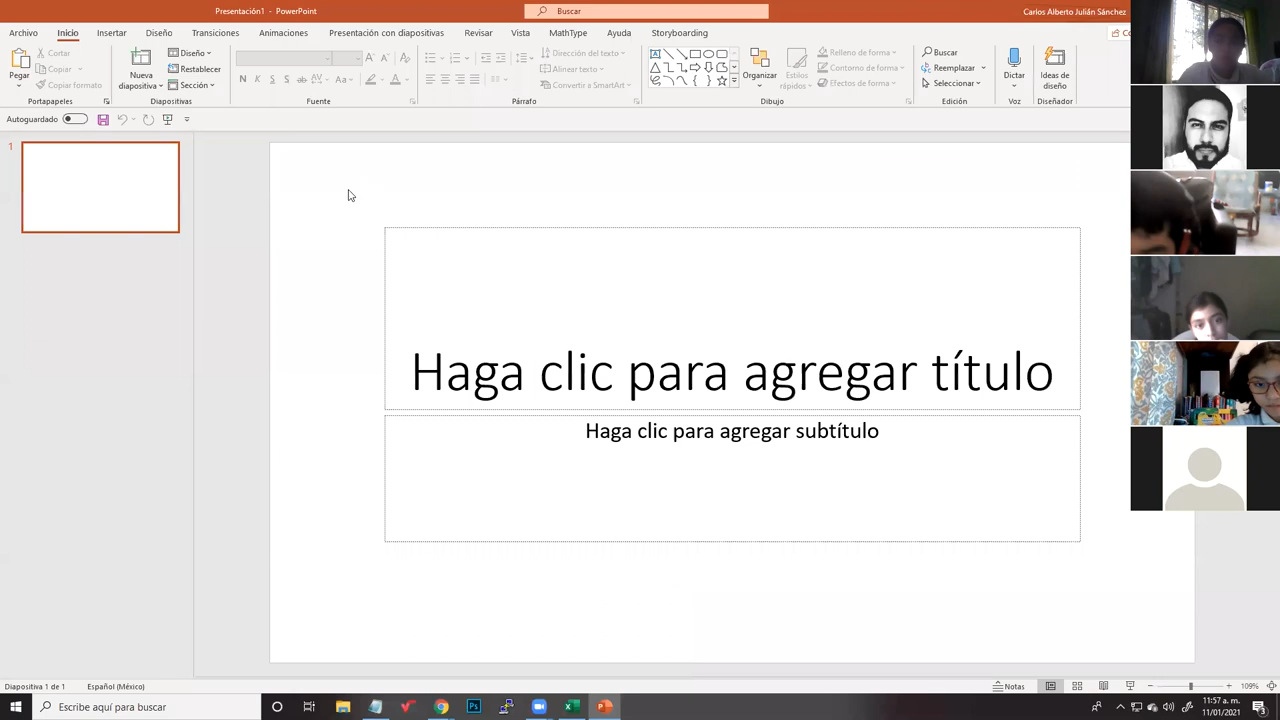 Presentación1 - PowerPoint
Buscar
Carlos Alberto Julián Sánchez
Archivo Inicio Insertar Diseño Transiciones Animaciones Presentación con diapositivas Revisar Vista MathType Ayuda Storyboarding
Pegar
Cortar
Copiar
Copiar formato
Portapapeles
Nueva diapositiva
Diseño
Restablecer
Sección
Diapositivas
N K S S ab AV Aa A
Fuente
Dirección del texto
Alinear texto
Convertir a SmartArt
Párrafo
Organizar
Estilos rápidos
Relleno de forma
Contorno de forma
Efectos de forma
Dibujo
Buscar
Reemplazar
Seleccionar
Edición
Dictar
Voz
Ideas de diseño
Diseñador
Autoguardado
1
Haga clic para agregar título
Haga clic para agregar subtítulo
Diapositiva 1 de 1 Español (México)
Notas
109%
Escribe aquí para buscar
11:57 a. m.
11/01/2021